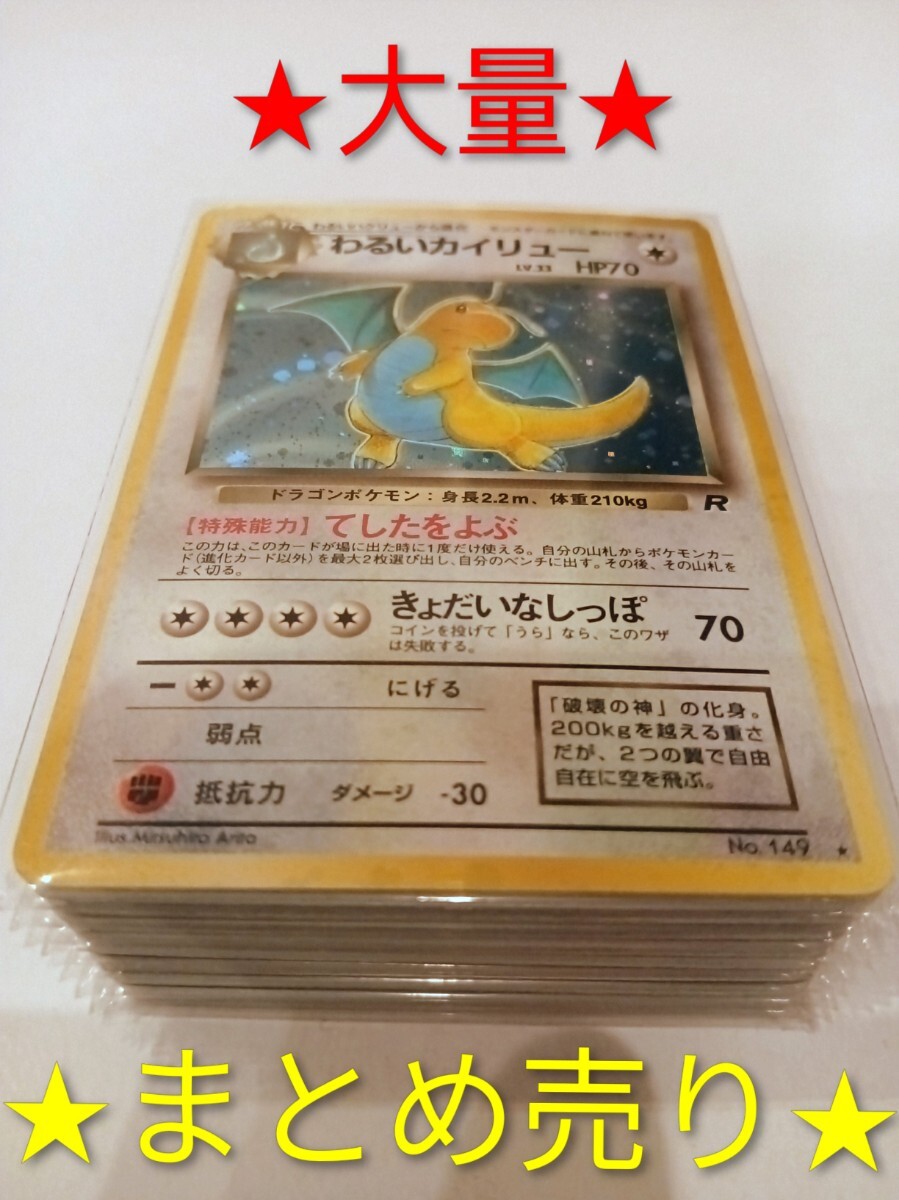 ★大量★
わるいカイリュー
LV.33 HP70
ドラゴンポケモン:身長2.2m、体重210kg
R
【特殊能力】てしたをよぶ
この力は、このカードが場に出た時に1度だけ使える。自分の山札からポケモンカー
ド(進化カード以外)を最大2枚選び出し、自分のベンチに出す。その後、その山札を
よく切る。
きょだいなしっぽ 70
コインを投げて「うら」なら、このワザ
は失敗する。
にげる
弱点
抵抗力 ダメージ -30
「破壊の神」の化身。
200kgを越える重さ
だが、2つの翼で自由
自在に空を飛ぶ。
Illus. Mitsuhiro Arita
No. 149 ★
★まとめ売り★